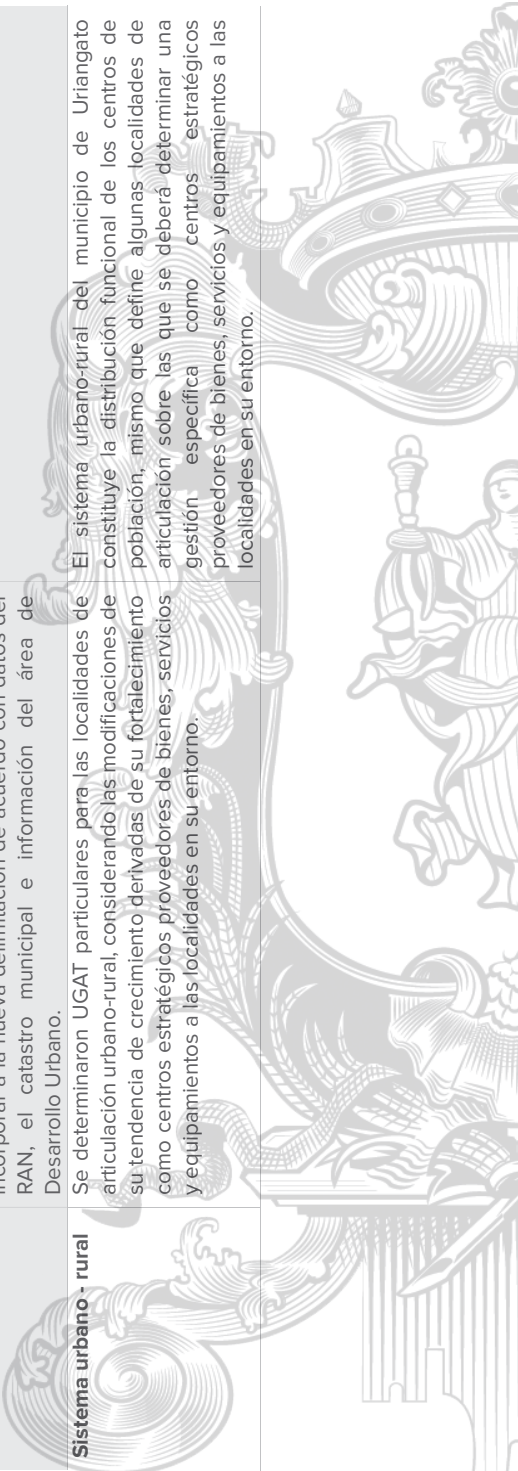 incorporar a la nueva delimitación de acuerdo con datos del
RAN, el catastro municipal e información del área de
Desarrollo Urbano.
Sistema urbano - rural
Se determinaron UGAT particulares para las localidades de
articulación urbano-rural, considerando las modificaciones de
su tendencia de crecimiento derivadas de su fortalecimiento
como centros estratégicos proveedores de bienes, servicios
y equipamientos a las localidades en su entorno.
El sistema urbano-rural del municipio de Uriangato
constituye la distribución funcional de los centros de
población, mismo que define algunas localidades de
articulación sobre las que se deberá determinar una
gestión específica como centros estratégicos
proveedores de bienes, servicios y equipamientos a las
localidades en su entorno.